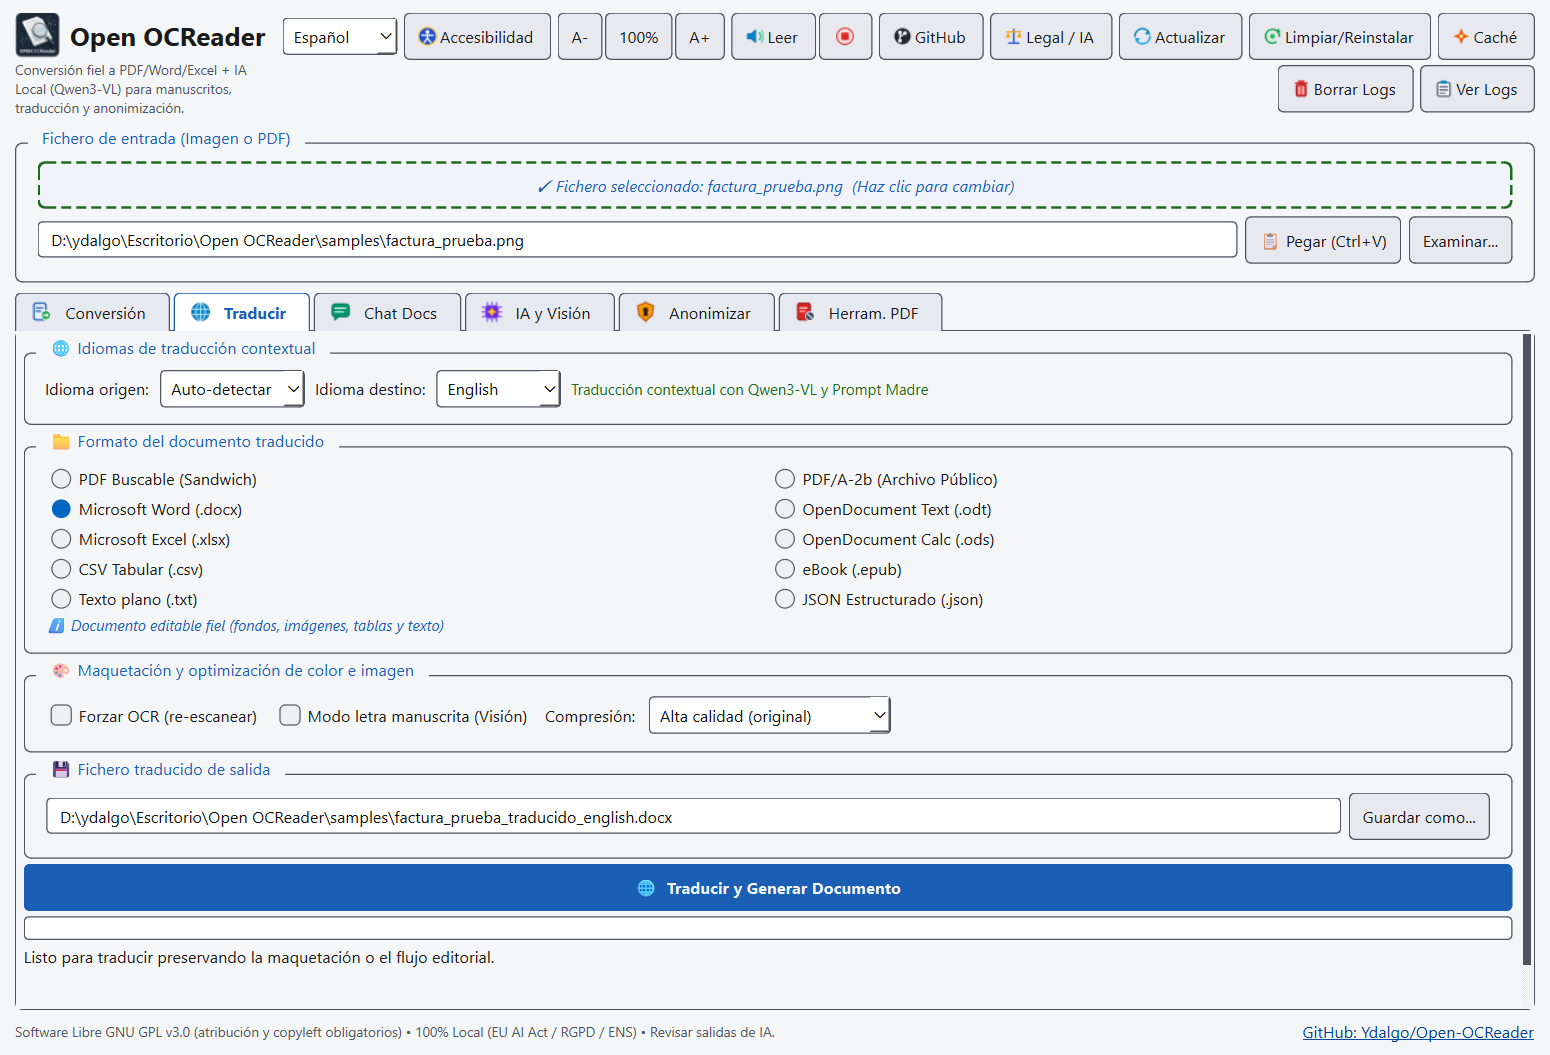 Open OCReader
Español
Accesibilidad
A-
100%
A+
Leer
GitHub
Legal / IA
Actualizar
Limpiar/Reinstalar
Caché
Conversión fiel a PDF/Word/Excel + IA
Local (Qwen3-VL) para manuscritos,
traducción y anonimización.
Borrar Logs
Ver Logs
Fichero de entrada (Imagen o PDF)
✓ Fichero seleccionado: factura_prueba.png (Haz clic para cambiar)
D:\ydalgo\Escritorio\Open OCReader\samples\factura_prueba.png
Pegar (Ctrl+V)
Examinar...
Conversión
Traducir
Chat Docs
IA y Visión
Anonimizar
Herram. PDF
Idiomas de traducción contextual
Idioma origen:
Auto-detectar
Idioma destino:
English
Traducción contextual con Qwen3-VL y Prompt Madre
Formato del documento traducido
PDF Buscable (Sandwich)
PDF/A-2b (Archivo Público)
Microsoft Word (.docx)
OpenDocument Text (.odt)
Microsoft Excel (.xlsx)
OpenDocument Calc (.ods)
CSV Tabular (.csv)
eBook (.epub)
Texto plano (.txt)
JSON Estructurado (.json)
Documento editable fiel (fondos, imágenes, tablas y texto)
Maquetación y optimización de color e imagen
Forzar OCR (re-escanear)
Modo letra manuscrita (Visión)
Compresión:
Alta calidad (original)
Fichero traducido de salida
D:\ydalgo\Escritorio\Open OCReader\samples\factura_prueba_traducido_english.docx
Guardar como...
Traducir y Generar Documento
Listo para traducir preservando la maquetación o el flujo editorial.
Software Libre GNU GPL v3.0 (atribución y copyleft obligatorios) • 100% Local (EU AI Act / RGPD / ENS) • Revisar salidas de IA.
GitHub: Ydalgo/Open-OCReader